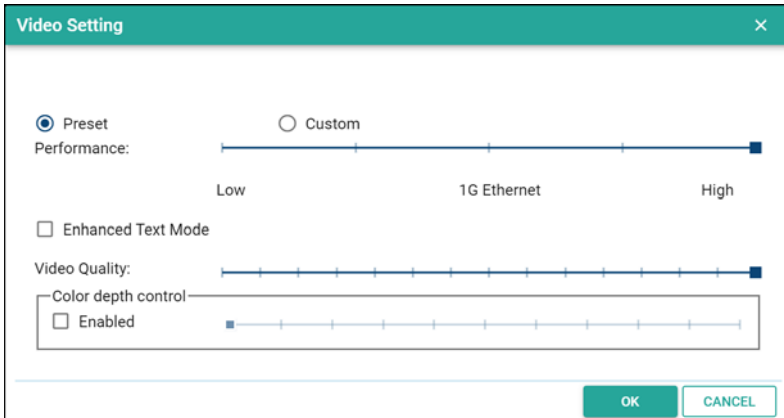 Video Setting
Preset
Custom
Performance:
Low
1G Ethernet
High
Enhanced Text Mode
Video Quality:
Color depth control
Enabled
OK
CANCEL